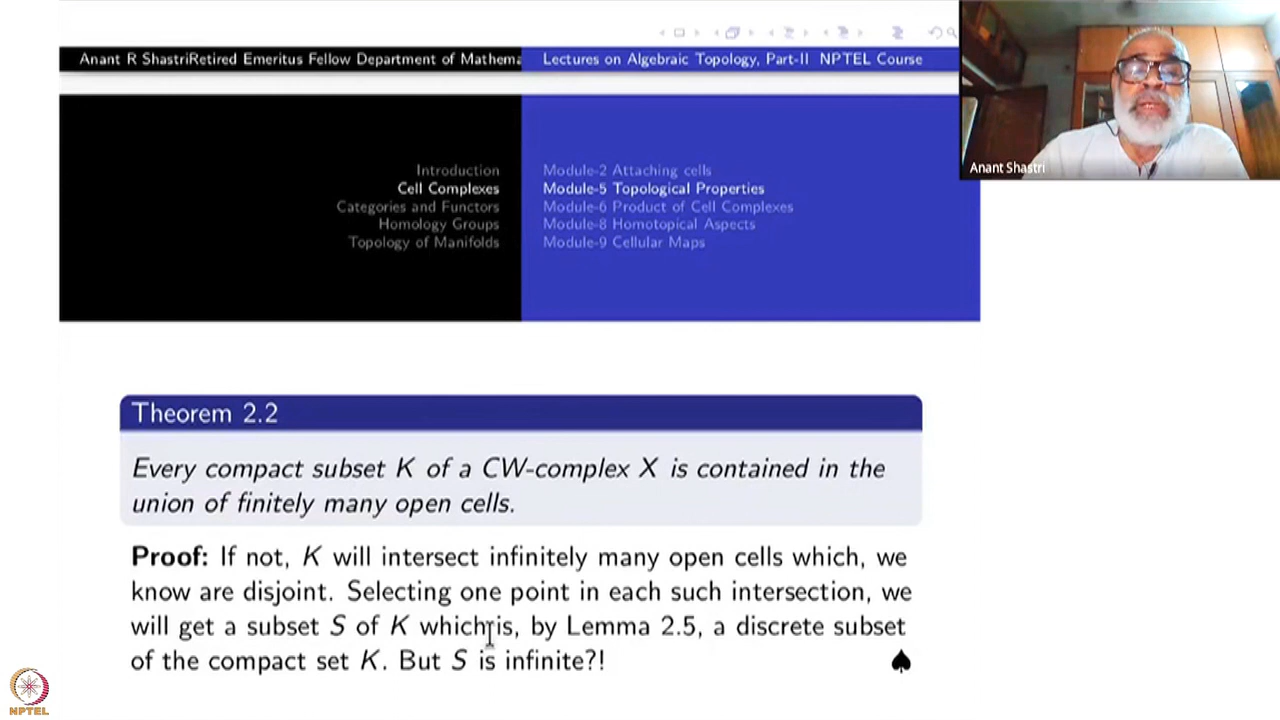 Anant R ShastriRetired Emeritus Fellow Department of Mathema
Lectures on Algebraic Topology, Part-II NPTEL Course
Introduction
Cell Complexes
Categories and Functors
Homology Groups
Topology of Manifolds
Module-2 Attaching cells
Module-5 Topological Properties
Module-6 Product of Cell Complexes
Module-8 Homotopical Aspects
Module-9 Cellular Maps
Anant Shastri
Theorem 2.2
Every compact subset K of a CW-complex X is contained in the
union of finitely many open cells.
Proof: If not, K will intersect infinitely many open cells which, we
know are disjoint. Selecting one point in each such intersection, we
will get a subset S of K which is, by Lemma 2.5, a discrete subset
of the compact set K. But S is infinite?! ♠
NPTEL